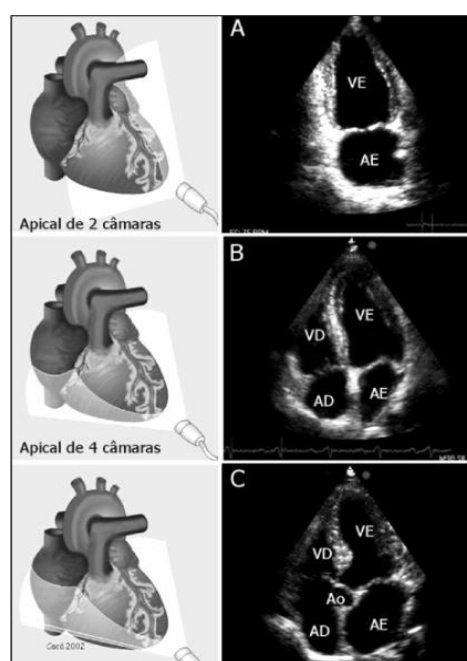 A
VE
AE
Apical de 2 câmaras
B
VE
VD
AD
AE
Apical de 4 câmaras
C
VE
VD
Ao
AD
AE
Cacá 2002